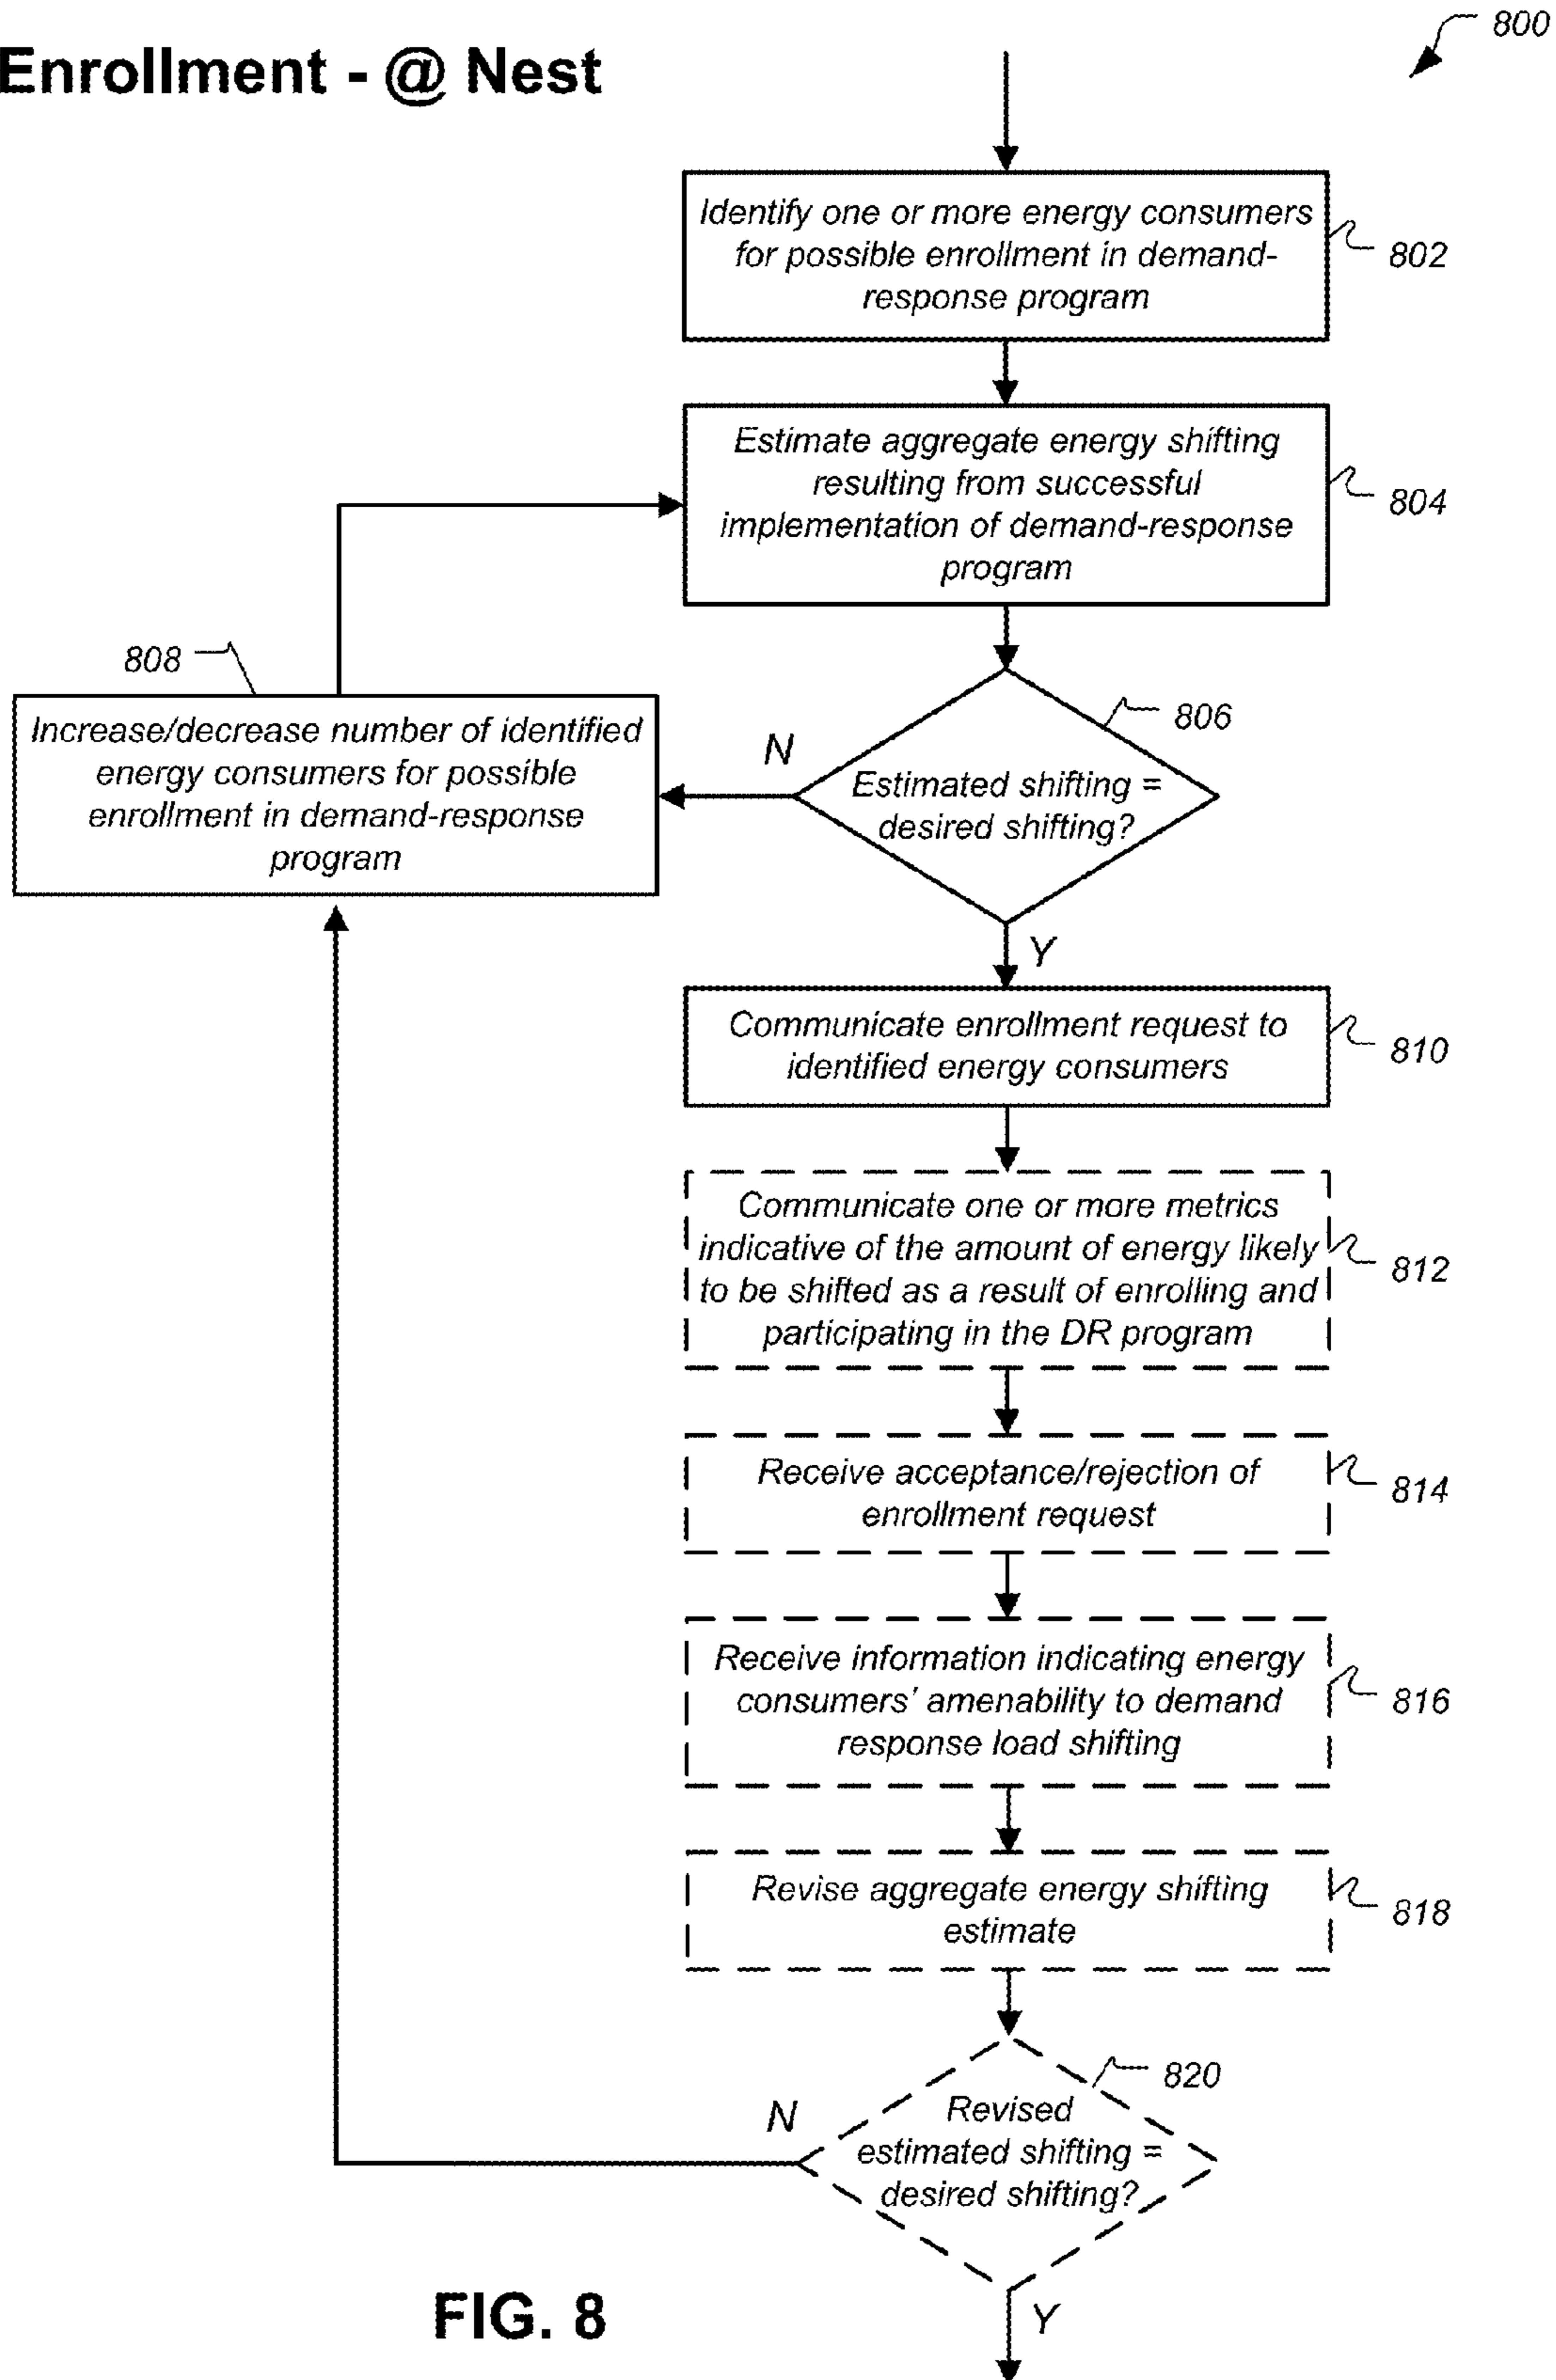 800
Enrollment - @ Nest
Identify one or more energy consumers
for possible enrollment in demand-
response program
802
Estimate aggregate energy shifting
resulting from successful
implementation of demand-response
program
804
808
Increase/decrease number of identified
energy consumers for possible
enrollment in demand-response
program
806
N
Estimated shifting =
desired shifting?
Y
Communicate enrollment request to
identified energy consumers
810
Communicate one or more metrics
indicative of the amount of energy likely
to be shifted as a result of enrolling and
participating in the DR program
812
Receive acceptance/rejection of
enrollment request
814
Receive information indicating energy
consumers' amenability to demand
response load shifting
816
Revise aggregate energy shifting
estimate
818
820
N
Revised
estimated shifting =
desired shifting?
Y
FIG. 8